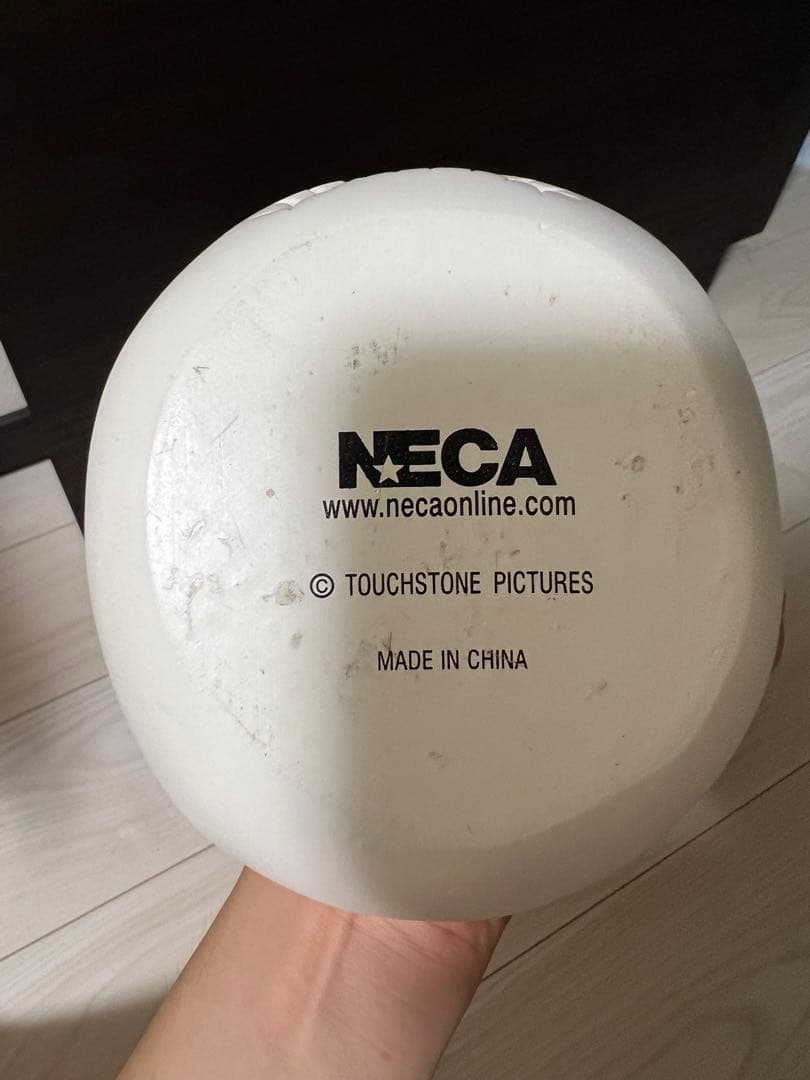 NECA
www.necaonline.com
© TOUCHSTONE PICTURES
MADE IN CHINA